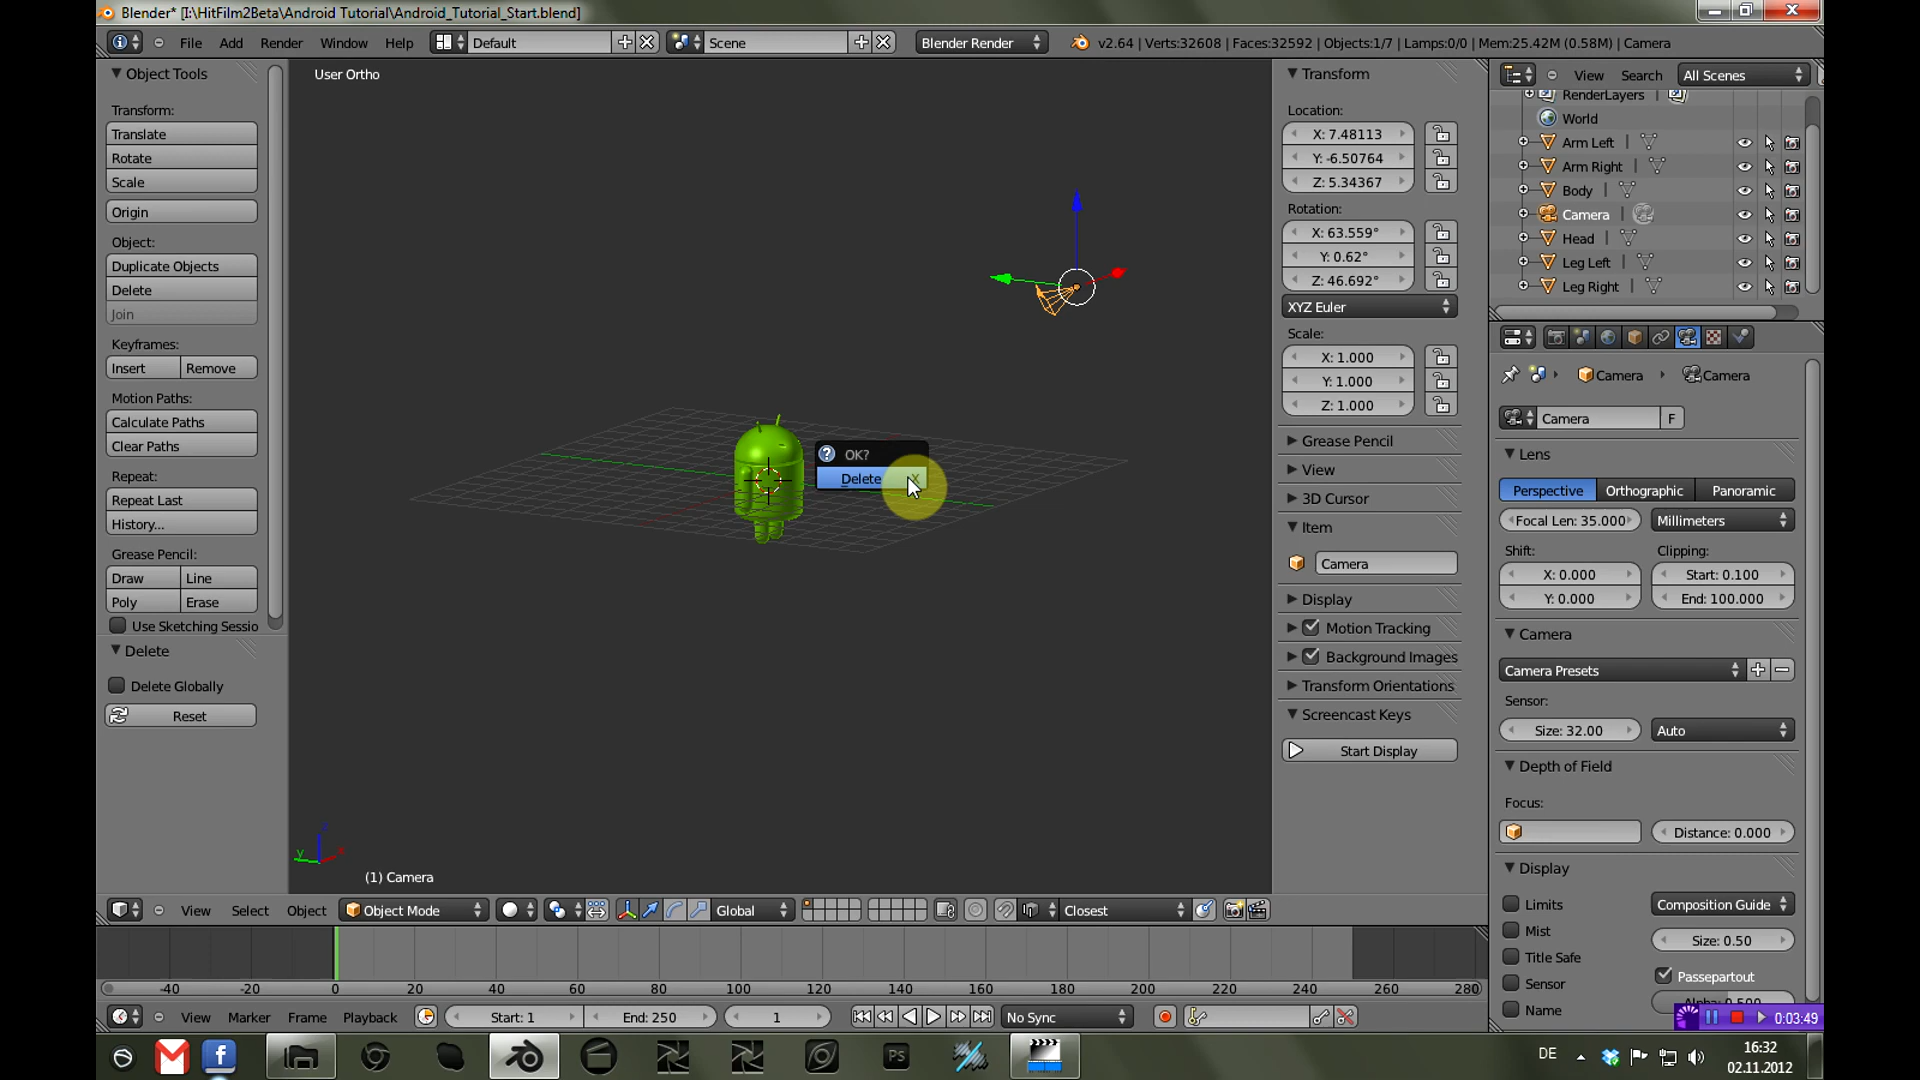 Blender* [I:\HitFilm2Beta\Android Tutorial\Android_Tutorial_Start.blend]
File Add Render Window Help Default Scene Blender Render v2.64 | Verts:32608 | Faces:32592 | Objects:1/7 | Lamps:0/0 | Mem:25.42M (0.58M) | Camera
Object Tools
Transform:
Translate
Rotate
Scale
Origin
Object:
Duplicate Objects
Delete
Join
Keyframes:
Insert Remove
Motion Paths:
Calculate Paths
Clear Paths
Repeat:
Repeat Last
History...
Grease Pencil:
Draw Line
Poly Erase
Use Sketching Sessio
Delete
Delete Globally
Reset
User Ortho
OK?
Delete X
z
y x
(1) Camera
Transform
Location:
X: 7.48113
Y: -6.50764
Z: 5.34367
Rotation:
X: 63.559°
Y: 0.62°
Z: 46.692°
XYZ Euler
Scale:
X: 1.000
Y: 1.000
Z: 1.000
Grease Pencil
View
3D Cursor
Item
Camera
Display
Motion Tracking
Background Images
Transform Orientations
Screencast Keys
Start Display
View Search All Scenes
RenderLayers |
World
Arm Left |
Arm Right |
Body |
Camera |
Head |
Leg Left |
Leg Right |
Camera Camera
Camera F
Lens
Perspective Orthographic Panoramic
Focal Len: 35.000 Millimeters
Shift: Clipping:
X: 0.000 Start: 0.100
Y: 0.000 End: 100.000
Camera
Camera Presets
Sensor:
Size: 32.00 Auto
Depth of Field
Focus:
Distance: 0.000
Display
Limits Composition Guide
Mist Size: 0.50
Title Safe
Sensor Passepartout
Name Alpha: 0.500
0:03:49
View Select Object Object Mode Global Closest
-40 -20 0 20 40 60 80 100 120 140 160 180 200 220 240 260 280
View Marker Frame Playback Start: 1 End: 250 1 No Sync
Ps
DE
16:32
02.11.2012